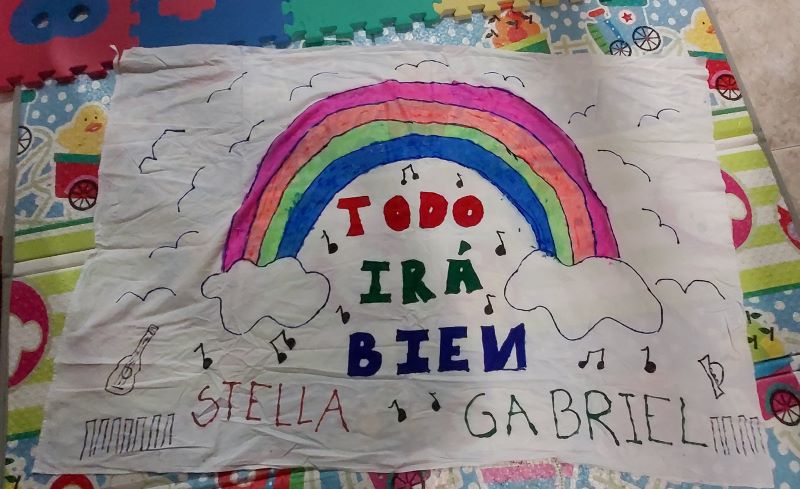 TODO
IRÁ
BIEN
STELLA GABRIEL